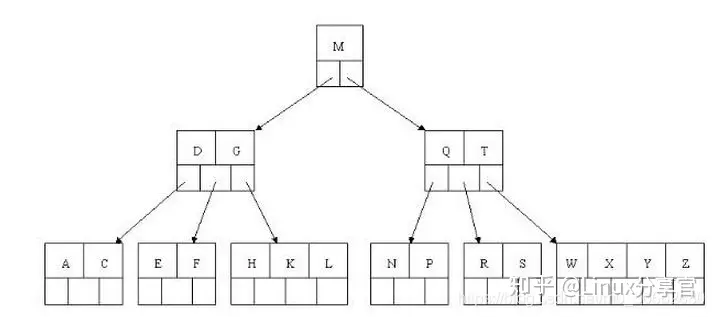 M
D G
Q T
A C
E F
H K L
N P
R S
W X Y Z
知乎 @Linux分享官